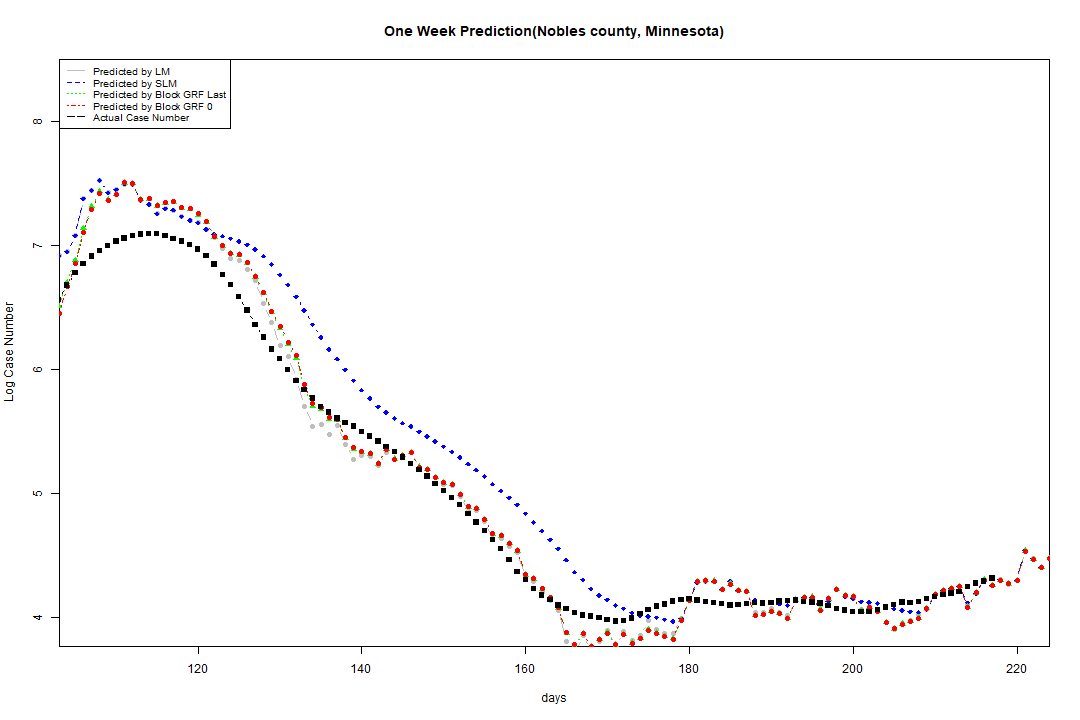 One Week Prediction(Nobles county, Minnesota)
Predicted by LM
Predicted by SLM
Predicted by Block GRF Last
Predicted by Block GRF 0
Actual Case Number
8
7
6
5
4
Log Case Number
120 140 160 180 200 220
days